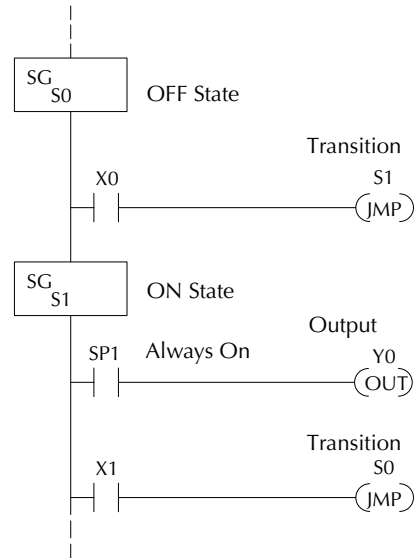 SG
S0
OFF State
Transition
X0
S1
JMP
SG
S1
ON State
Output
SP1
Always On
Y0
OUT
Transition
X1
S0
JMP